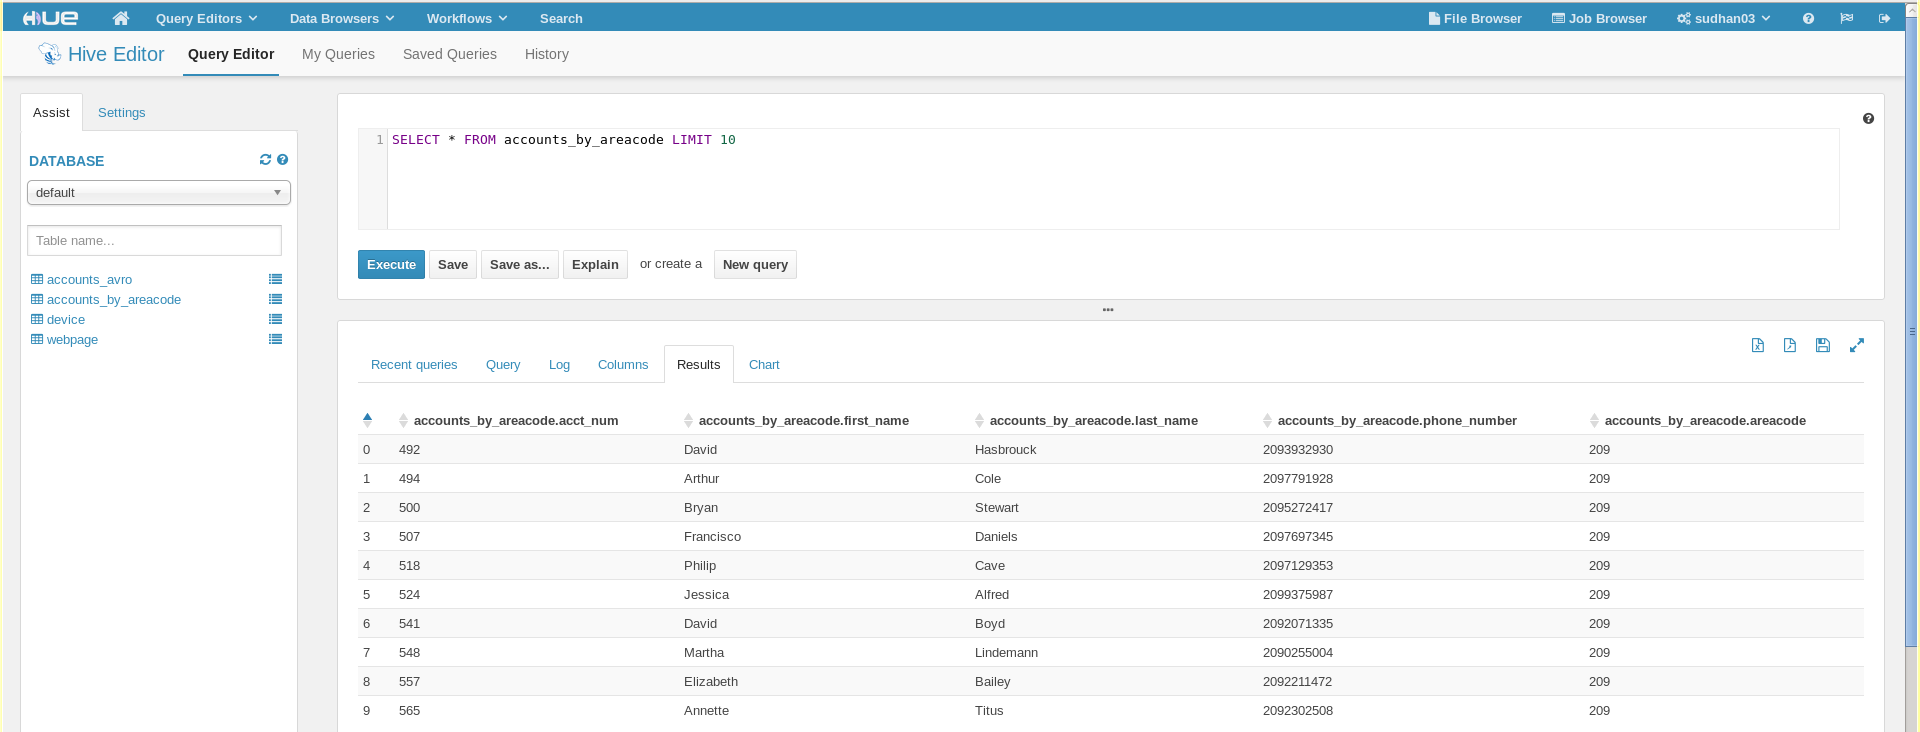 HUE Query Editors Data Browsers Workflows Search File Browser Job Browser sudhan03
Hive Editor Query Editor My Queries Saved Queries History
Assist Settings
DATABASE
default
Table name...
accounts_avro
accounts_by_areacode
device
webpage
1 SELECT * FROM accounts_by_areacode LIMIT 10
Execute Save Save as... Explain or create a New query
Recent queries Query Log Columns Results Chart
accounts_by_areacode.acct_num accounts_by_areacode.first_name accounts_by_areacode.last_name accounts_by_areacode.phone_number accounts_by_areacode.areacode
0 492 David Hasbrouck 2093932930 209
1 494 Arthur Cole 2097791928 209
2 500 Bryan Stewart 2095272417 209
3 507 Francisco Daniels 2097697345 209
4 518 Philip Cave 2097129353 209
5 524 Jessica Alfred 2099375987 209
6 541 David Boyd 2092071335 209
7 548 Martha Lindemann 2090255004 209
8 557 Elizabeth Bailey 2092211472 209
9 565 Annette Titus 2092302508 209